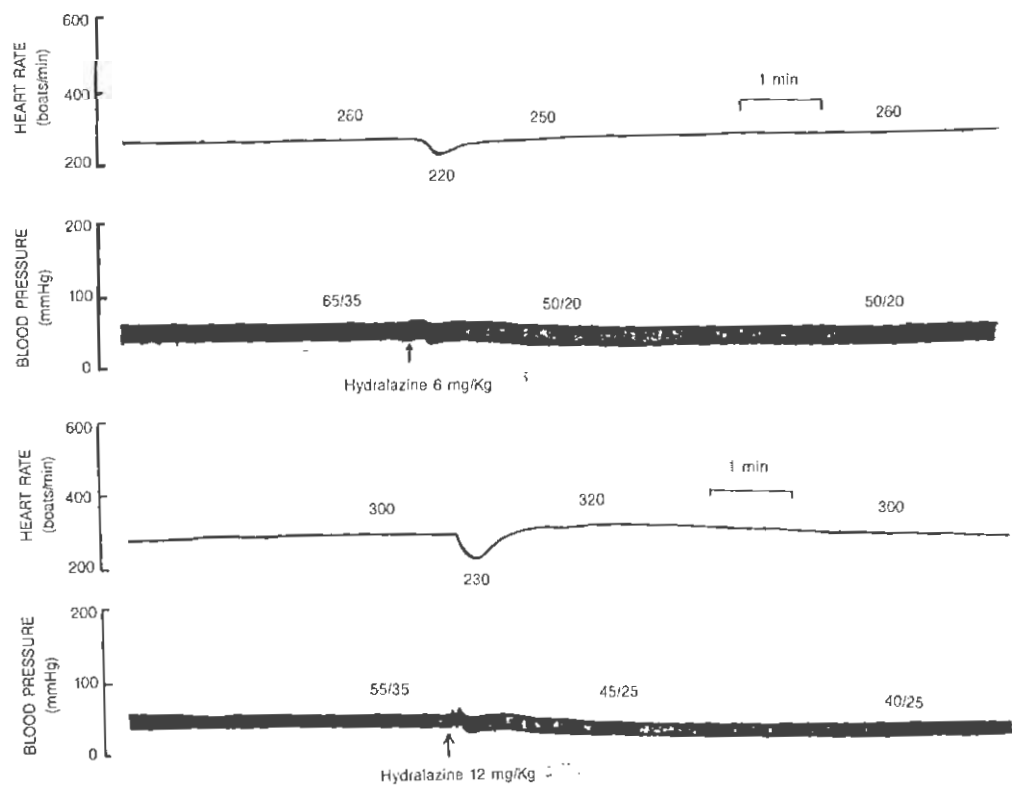 600
HEART RATE
(boats/min)
400
200
1 min
260
250
260
220
200
BLOOD PRESSURE
(mmHg)
100
0
65/35
50/20
50/20
Hydralazine 6 mg/Kg
600
HEART RATE
(boats/min)
400
200
1 min
300
320
300
230
200
BLOOD PRESSURE
(mmHg)
100
0
55/35
45/25
40/25
Hydralazine 12 mg/Kg